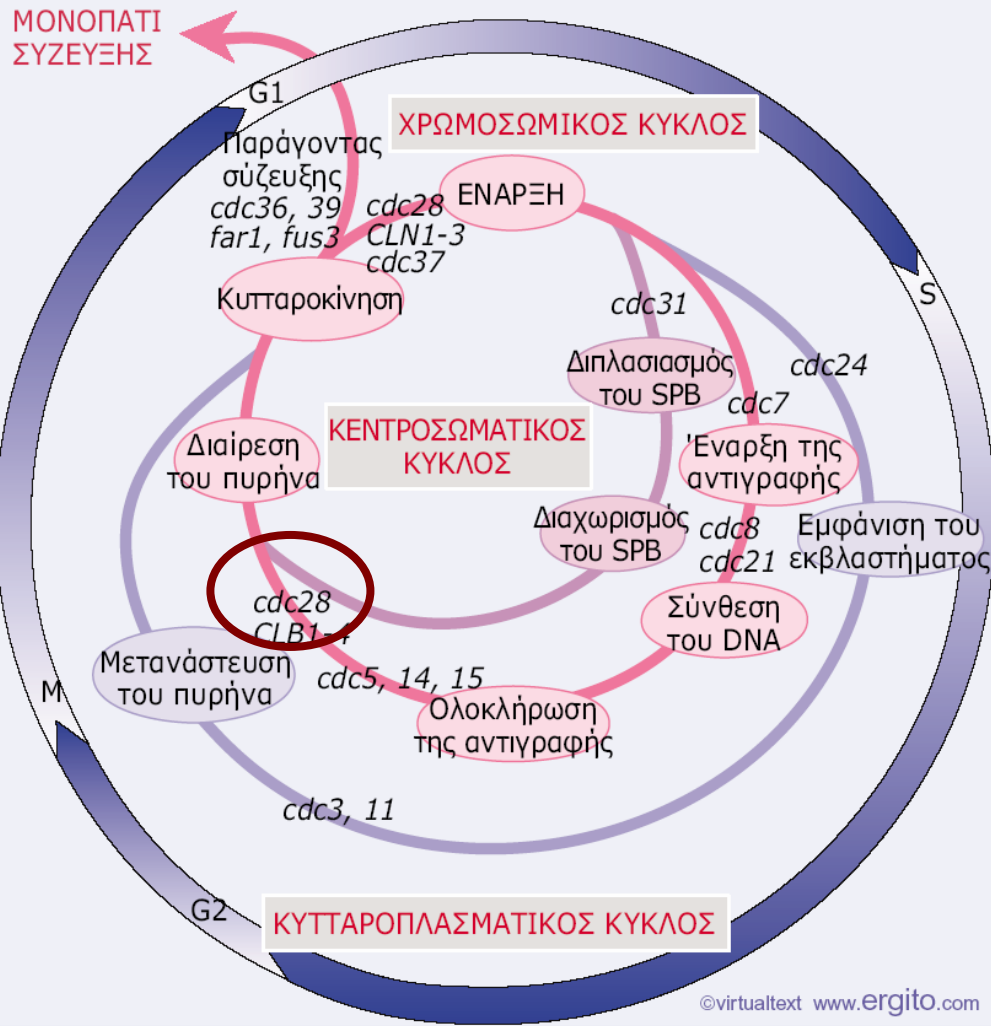 ΜΟΝΟΠΑΤΙ
ΣΥΖΕΥΞΗΣ
G1
ΧΡΩΜΟΣΩΜΙΚΟΣ ΚΥΚΛΟΣ
Παράγοντας
σύζευξης
cdc36, 39
far1, fus3
cdc28
CLN1-3
cdc37
ΕΝΑΡΞΗ
Κυτταροκίνηση
S
cdc31
Διπλασιασμός
του SPB
cdc24
cdc7
ΚΕΝΤΡΟΣΩΜΑΤΙΚΟΣ
ΚΥΚΛΟΣ
Διαίρεση
του πυρήνα
Έναρξη της
αντιγραφής
Διαχωρισμός
του SPB
cdc8
cdc21
Εμφάνιση του
εκβλαστήματος
cdc28
CLB1-4
Σύνθεση
του DNA
Μετανάστευση
του πυρήνα
M
cdc5, 14, 15
Ολοκλήρωση
της αντιγραφής
cdc3, 11
G2
ΚΥΤΤΑΡΟΠΛΑΣΜΑΤΙΚΟΣ ΚΥΚΛΟΣ
©virtualtext www.ergito.com